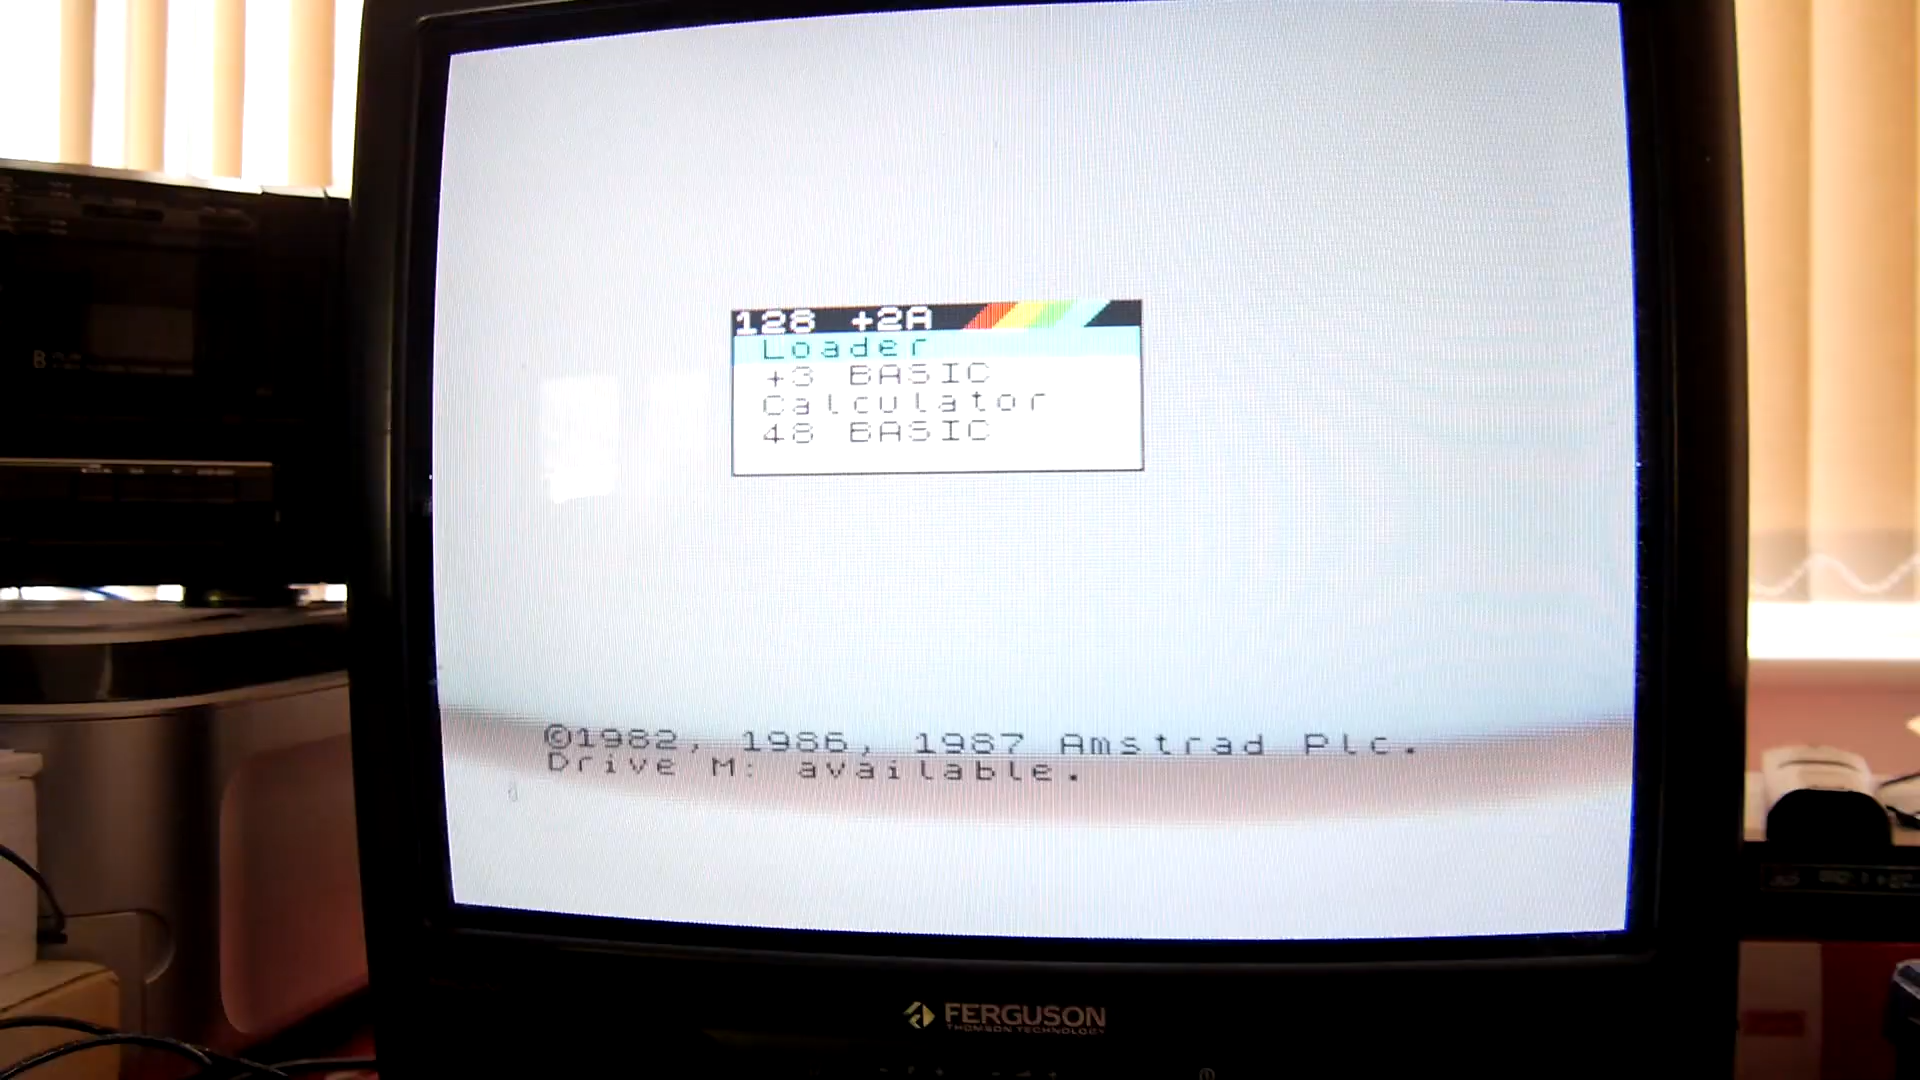 128 +2A
Loader
+3 BASIC
Calculator
48 BASIC
©1982, 1986, 1987 Amstrad Plc.
Drive M: available.
FERGUSON
THOMSON TECHNOLOGY
B